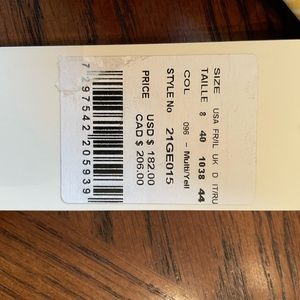 SIZE USA FR/IL UK D IT/RU
TAILLE 8 40 10 38 44
COL 096 - Multi/Yell
STYLE No 21GE015
PRICE USD $ 182.00
CAD $ 206.00
7 297542 205939